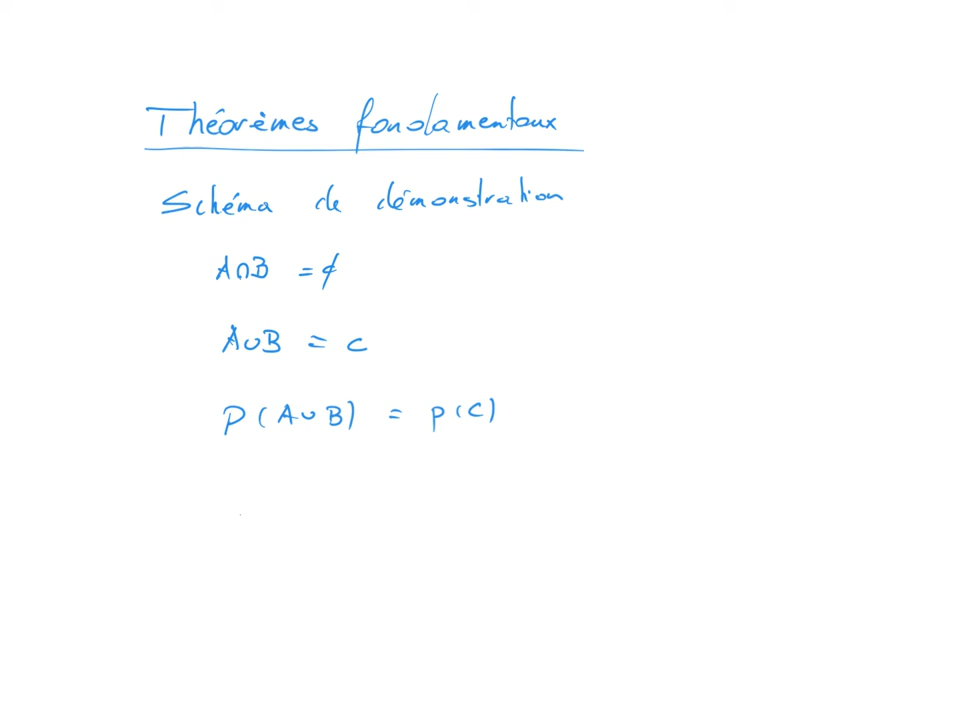 Théorèmes fondamentaux
Schéma de démonstration
A∩B = ∅
A∪B = C
P(A∪B) = P(C)